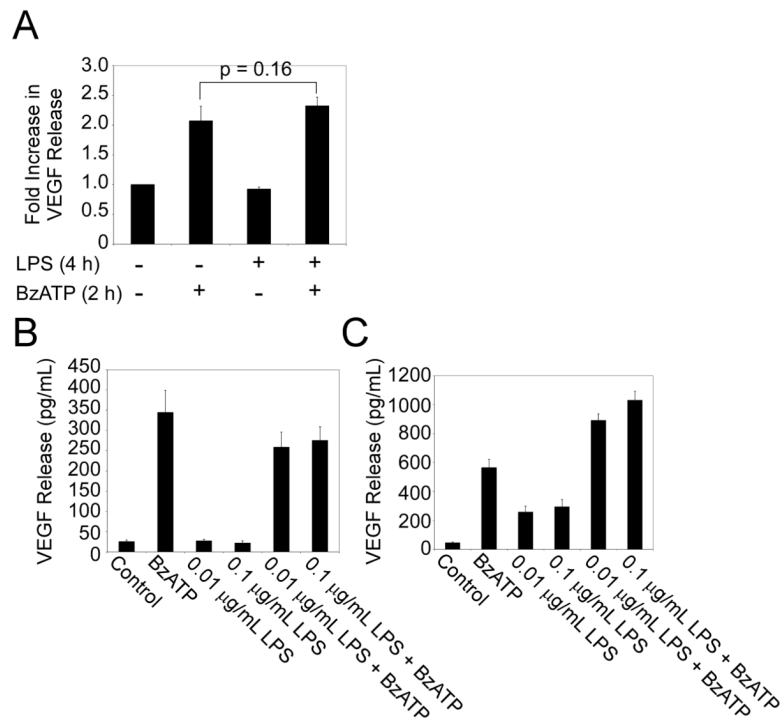 A
Fold Increase in
VEGF Release
3.0
2.5
2.0
1.5
1.0
0.5
0
p = 0.16
LPS (4 h) - - + +
BzATP (2 h) - + - +
B
VEGF Release (pg/mL)
450
400
350
300
250
200
150
100
50
0
Control
BzATP
0.01 μg/mL LPS
0.1 μg/mL LPS
0.01 μg/mL LPS + BzATP
0.1 μg/mL LPS + BzATP
C
VEGF Release (pg/mL)
1200
1000
800
600
400
200
0
Control
BzATP
0.01 μg/mL LPS
0.1 μg/mL LPS
0.01 μg/mL LPS + BzATP
0.1 μg/mL LPS + BzATP